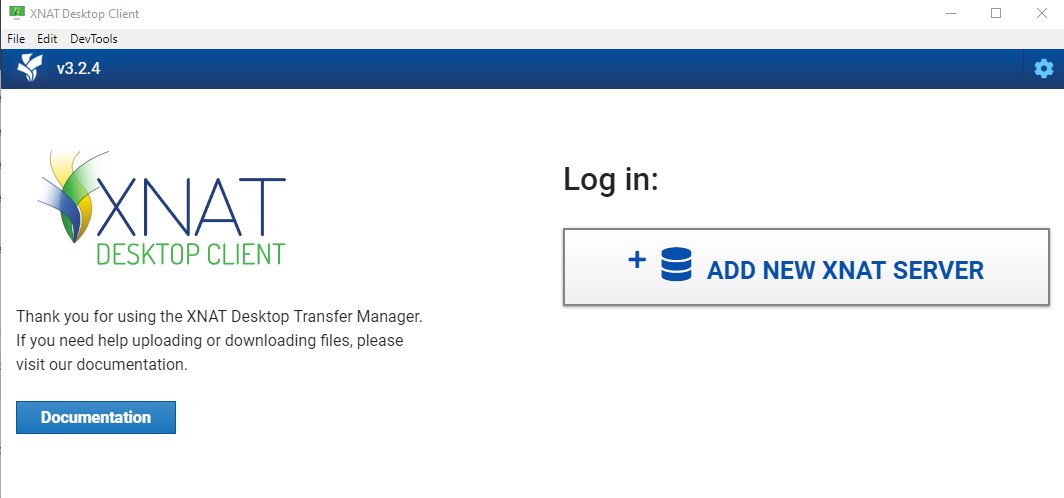 XNAT Desktop Client
File Edit DevTools
v3.2.4
XNAT
DESKTOP CLIENT
Thank you for using the XNAT Desktop Transfer Manager.
If you need help uploading or downloading files, please
visit our documentation.
Documentation
Log in:
+ ADD NEW XNAT SERVER